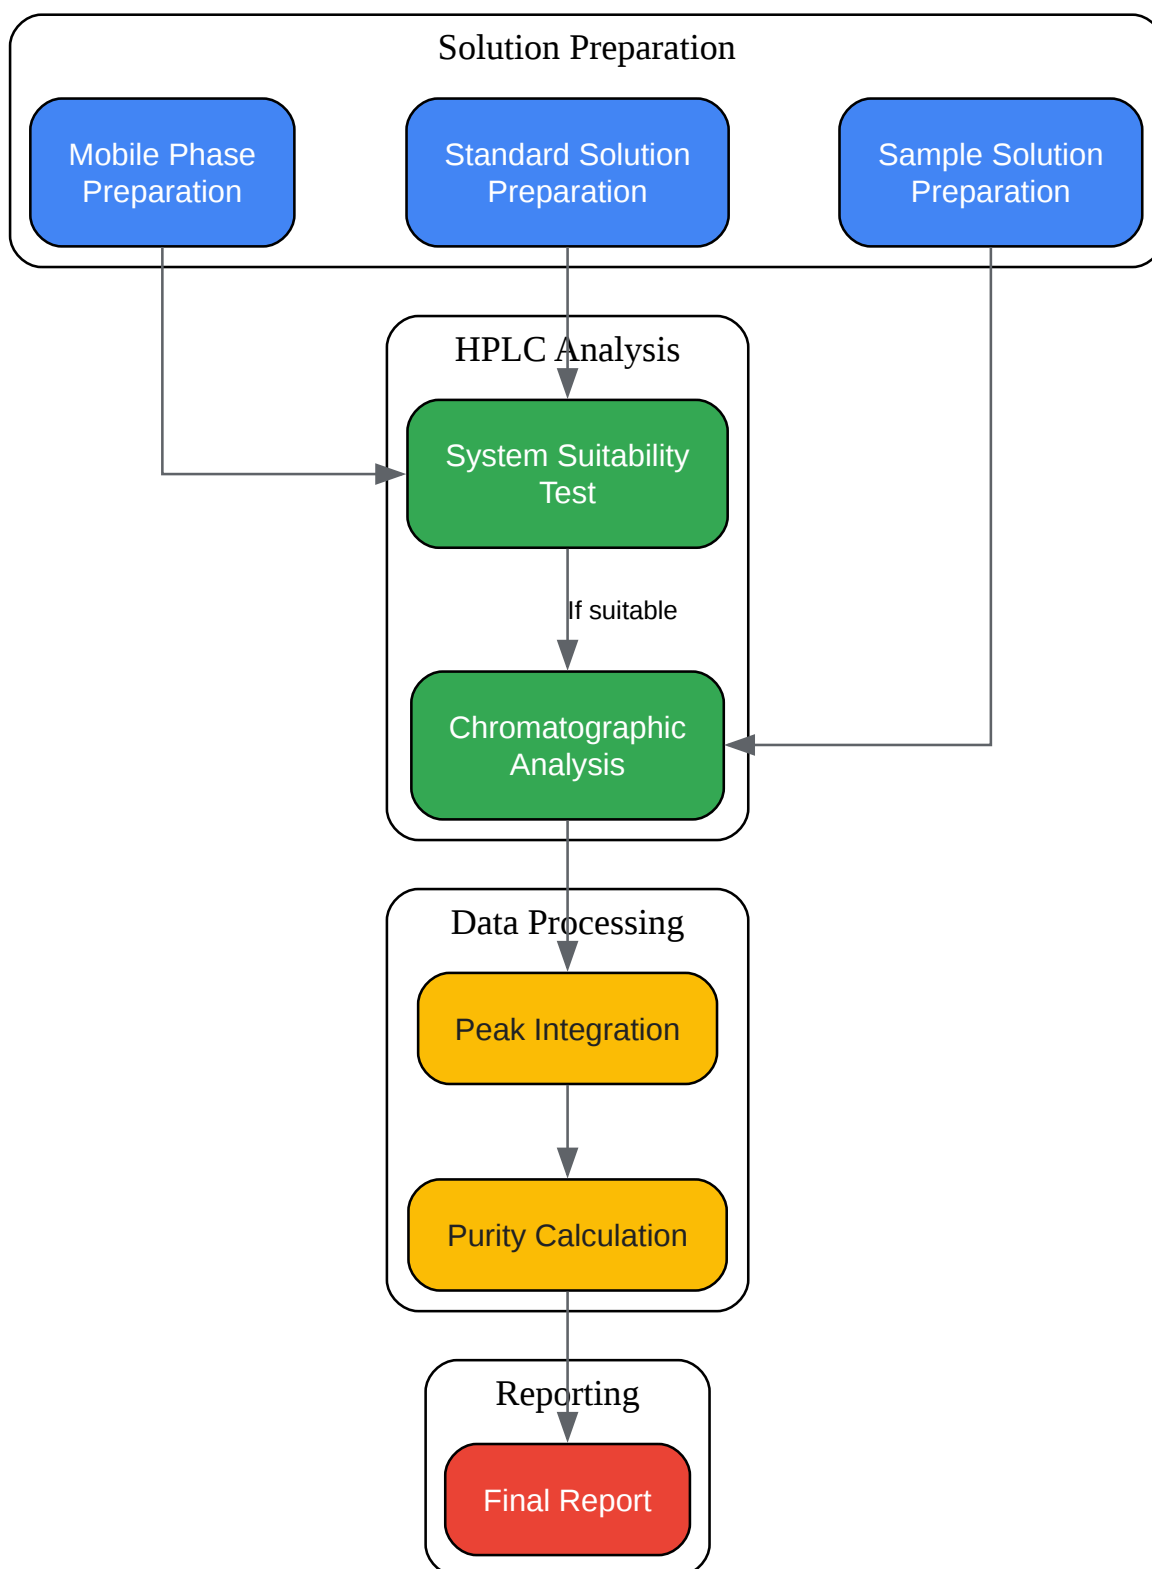 Solution Preparation
Mobile Phase
Preparation
Standard Solution
Preparation
Sample Solution
Preparation
HPLC Analysis
System Suitability
Test
If suitable
Chromatographic
Analysis
Data Processing
Peak Integration
Purity Calculation
Reporting
Final Report